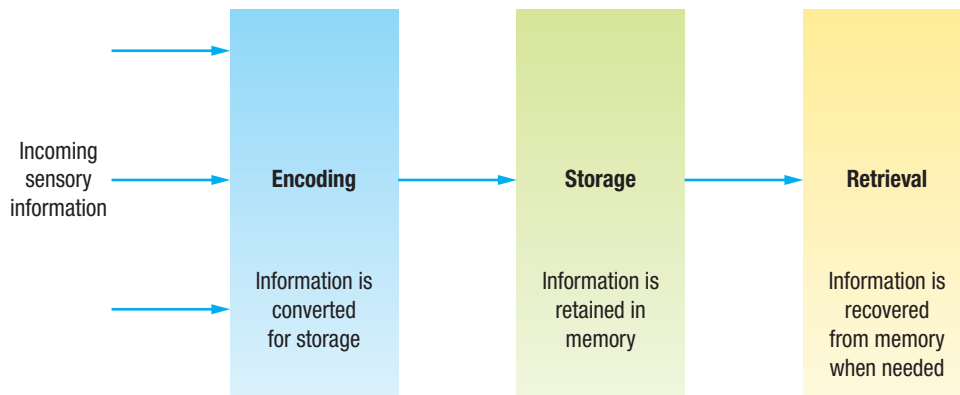 Incoming
sensory
information
Encoding
Information is
converted
for storage
Storage
Information is
retained in
memory
Retrieval
Information is
recovered
from memory
when needed